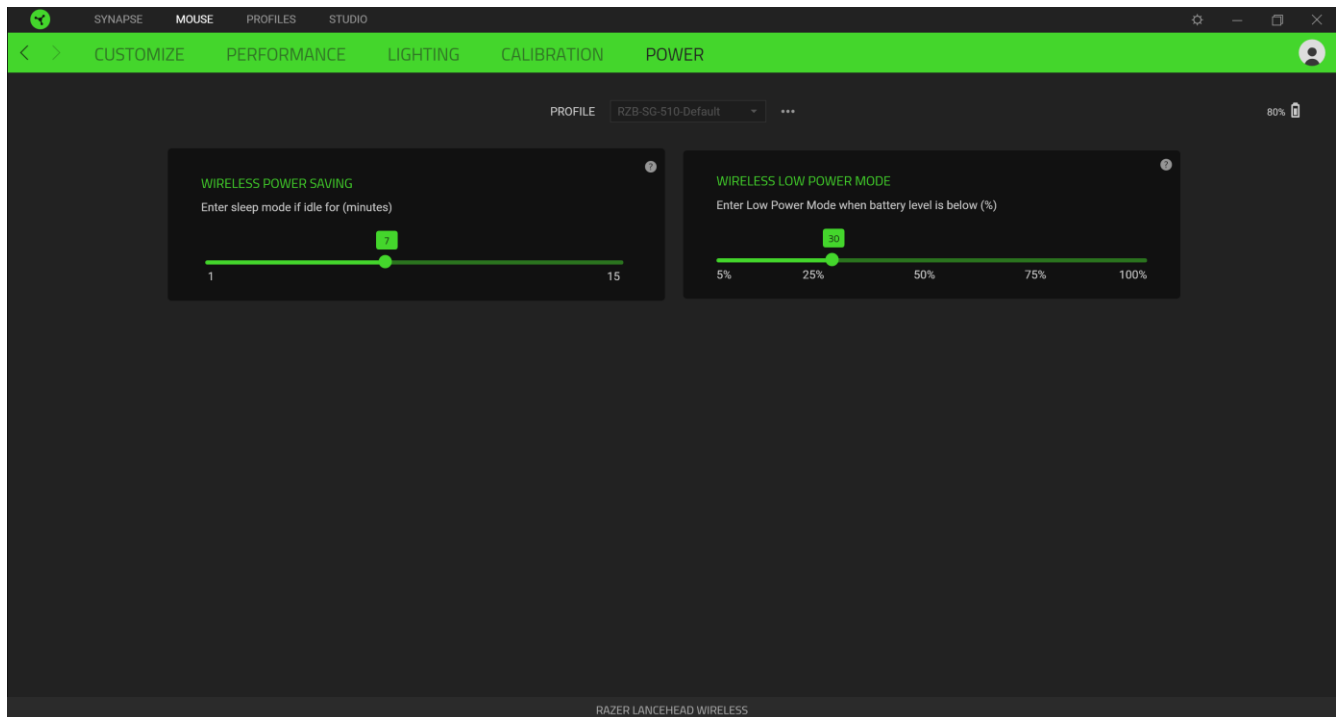 SYNAPSE MOUSE PROFILES STUDIO
CUSTOMIZE PERFORMANCE LIGHTING CALIBRATION POWER
PROFILE RZB-SG-510-Default ••• 80%
WIRELESS POWER SAVING
?
Enter sleep mode if idle for (minutes)
7
1 15
WIRELESS LOW POWER MODE
?
Enter Low Power Mode when battery level is below (%)
30
5% 25% 50% 75% 100%
RAZER LANCEHEAD WIRELESS